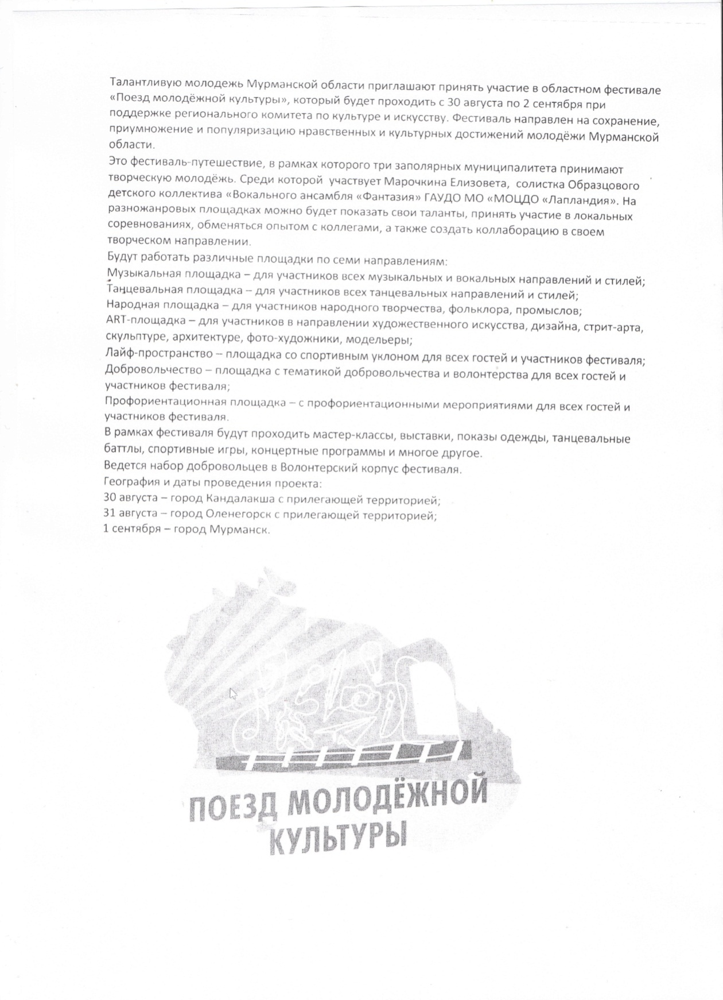 Талантливую молодежь Мурманской области приглашают принять участие в областном фестивале
«Поезд молодёжной культуры», который будет проходить с 30 августа по 2 сентября при
поддержке регионального комитета по культуре и искусству. Фестиваль направлен на сохранение,
приумножение и популяризацию нравственных и культурных достижений молодёжи Мурманской
области.
Это фестиваль-путешествие, в рамках которого три заполярных муниципалитета принимают
творческую молодёжь. Среди которой  участвует Марочкина Елизовета,  солистка Образцового
детского коллектива «Вокального ансамбля «Фантазия» ГАУДО МО «МОЦДО «Лапландия». На
разножанровых площадках можно будет показать свои таланты, принять участие в локальных
соревнованиях, обменяться опытом с коллегами, а также создать коллаборацию в своем
творческом направлении.
Будут работать различные площадки по семи направлениям:
Музыкальная площадка – для участников всех музыкальных и вокальных направлений и стилей;
Танцевальная площадка – для участников всех танцевальных направлений и стилей;
Народная площадка – для участников народного творчества, фольклора, промыслов;
ART-площадка – для участников в направлении художественного искусства, дизайна, стрит-арта,
скульптуре, архитектуре, фото-художники, модельеры;
Лайф-пространство – площадка со спортивным уклоном для всех гостей и участников фестиваля;
Добровольчество – площадка с тематикой добровольчества и волонтерства для всех гостей и
участников фестиваля;
Профориентационная площадка – с профориентационными мероприятиями для всех гостей и
участников фестиваля.
В рамках фестиваля будут проходить мастер-классы, выставки, показы одежды, танцевальные
баттлы, спортивные игры, концертные программы и многое другое.
Ведется набор добровольцев в Волонтерский корпус фестиваля.
География и даты проведения проекта:
30 августа – город Кандалакша с прилегающей территорией;
31 августа – город Оленегорск с прилегающей территорией;
1 сентября – город Мурманск.
ПОЕЗД МОЛОДЁЖНОЙ
КУЛЬТУРЫ